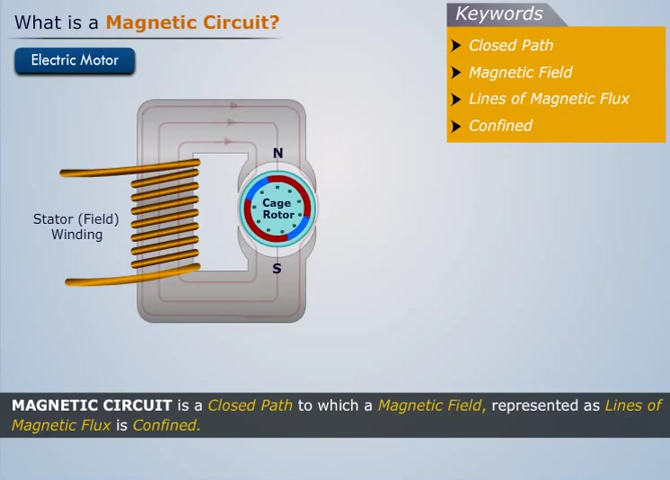 What is a Magnetic Circuit?
Electric Motor
Keywords
Closed Path
Magnetic Field
Lines of Magnetic Flux
Confined
N
Cage
Rotor
Stator (Field)
Winding
S
MAGNETIC CIRCUIT is a Closed Path to which a Magnetic Field, represented as Lines of
Magnetic Flux is Confined.